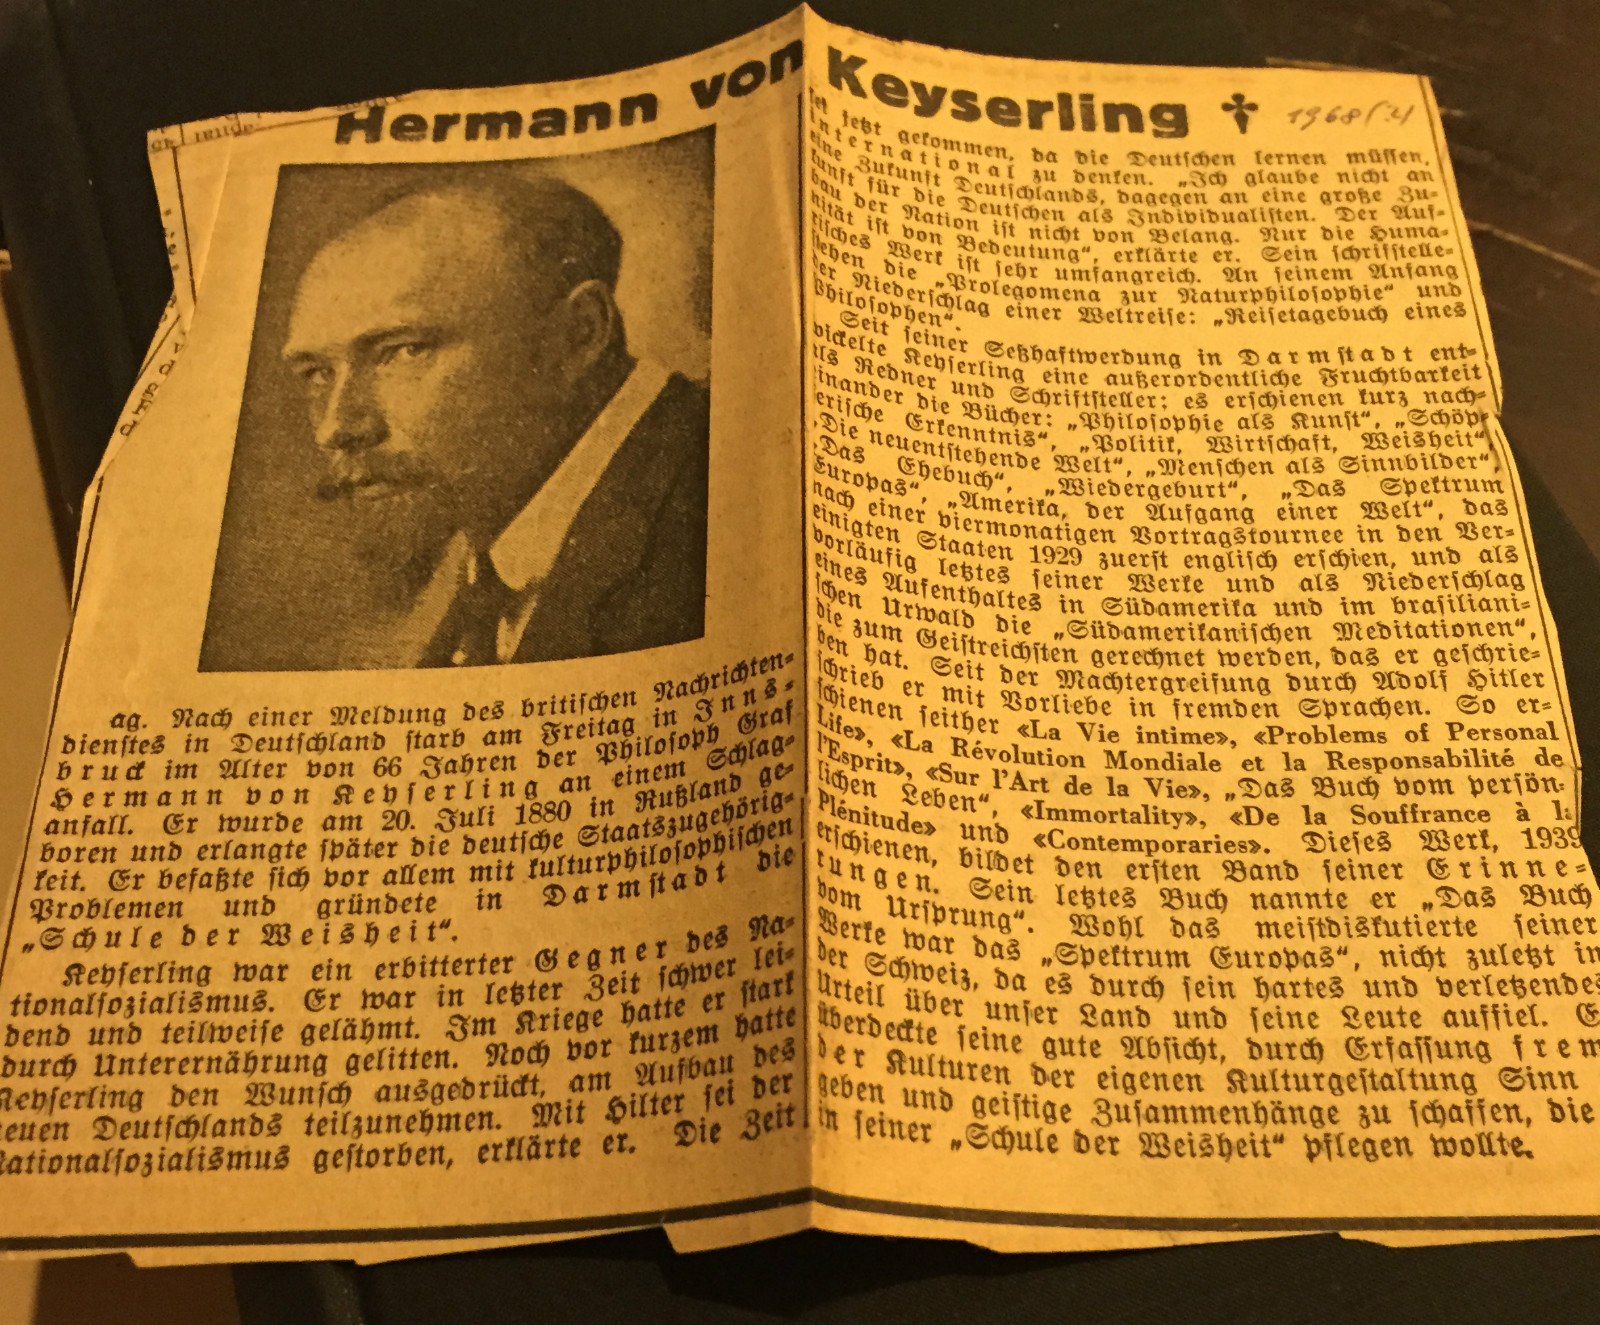 Hermann von Keyserling †
1968
ag. Nach einer Meldung des britischen Nachrichten-
dienstes in Deutschland starb am Freitag in Inns-
bruck im Alter von 66 Jahren der Philosoph Graf
Hermann von Keyserling an einem Schlag-
anfall. Er wurde am 20. Juli 1880 in Rußland ge-
boren und erlangte später die deutsche Staatszugehörig-
keit. Er befaßte sich vor allem mit kulturphilosophischen
Problemen und gründete in Darmstadt die
„Schule der Weisheit“.
Keyserling war ein erbitterter Gegner des Na-
tionalsozialismus. Er war in letzter Zeit schwer lei-
dend und teilweise gelähmt. Im Kriege hatte er stark
durch Unterernährung gelitten. Noch vor kurzem hatte
Keyserling den Wunsch ausgedrückt, am Aufbau des
neuen Deutschlands teilzunehmen. Mit Hilter sei der
Nationalsozialismus gestorben, erklärte er. Die Zeit
jetzt gekommen, da die Deutschen lernen müssen,
international zu denken. „Ich glaube nicht an
eine Zukunft Deutschlands, dagegen an eine große Zu-
kunft für die Deutschen als Individualisten. Der Auf-
bau der Nation ist nicht von Belang. Nur die Huma-
nität ist von Bedeutung“, erklärte er. Sein schriftstelle-
risches Werk ist sehr umfangreich. An seinem Anfang
stehen die „Prolegomena zur Naturphilosophie“ und
der Niederschlag einer Weltreise: „Reisetagebuch eines
Philosophen“.
Seit seiner Seßhaftwerdung in Darmstadt ent-
wickelte Keyserling eine außerordentliche Fruchtbarkeit
als Redner und Schriftsteller; es erschienen kurz nach-
einander die Bücher: „Philosophie als Kunst“, „Schöp-
ferische Erkenntnis“, „Politik, Wirtschaft, Weisheit“,
„Die neuentstehende Welt“, „Menschen als Sinnbilder“,
„Das Ehebuch“, „Wiedergeburt“, „Das Spektrum
Europas“, „Amerika, der Aufgang einer Welt“, das
nach einer viermonatigen Vortragstournee in den Ver-
einigten Staaten 1929 zuerst englisch erschien, und als
vorläufig letztes seiner Werke und als Niederschlag
eines Aufenthaltes in Südamerika und im brasiliani-
schen Urwald die „Südamerikanischen Meditationen“,
die zum Geistreichsten gerechnet werden, das er geschrie-
ben hat. Seit der Machtergreifung durch Adolf Hitler
schrieb er mit Vorliebe in fremden Sprachen. So er-
schienen seither «La Vie intime», «Problems of Personal
Life», «La Révolution Mondiale et la Responsabilité de
l'Esprit», «Sur l'Art de la Vie», „Das Buch vom persön-
lichen Leben“, «Immortality», «De la Souffrance à la
Plénitude» und «Contemporaries». Dieses Werk, 1939
erschienen, bildet den ersten Band seiner Erinne-
rungen. Sein letztes Buch nannte er „Das Buch
vom Ursprung“. Wohl das meistdiskutierte seiner
Werke war das „Spektrum Europas“, nicht zuletzt in
der Schweiz, da es durch sein hartes und verletzendes
Urteil über unser Land und seine Leute auffiel. E
überdeckte seine gute Absicht, durch Erfassung frem
der Kulturen der eigenen Kulturgestaltung Sinn
geben und geistige Zusammenhänge zu schaffen, die
in seiner „Schule der Weisheit“ pflegen wollte.